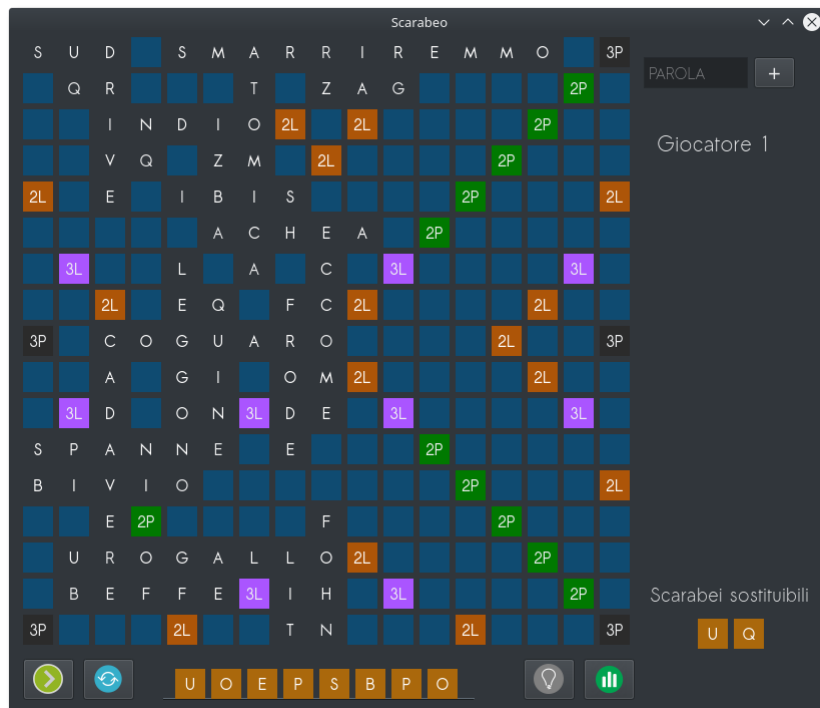 Scarabeo
S U D S M A R R I R E M M O 3P
Q R T Z A G 2P
I N D I O 2L 2L 2P
V Q Z M 2L 2P
2L E I B I S 2P 2L
A C H E A 2P
3L L A C 3L 3L
2L E Q F C 2L 2L
3P C O G U A R O 2L 3P
A G I O M 2L 2L
3L D O N 3L D E 3L 3L
S P A N N E E 2P
B I V I O 2P 2L
E 2P F 2P
U R O G A L L O 2L 2P
B E F F E 3L I H 3L 2P
3P 2L T N 2L 3P
U O E P S B P O
PAROLA +
Giocatore 1
Scarabei sostituibili
U Q